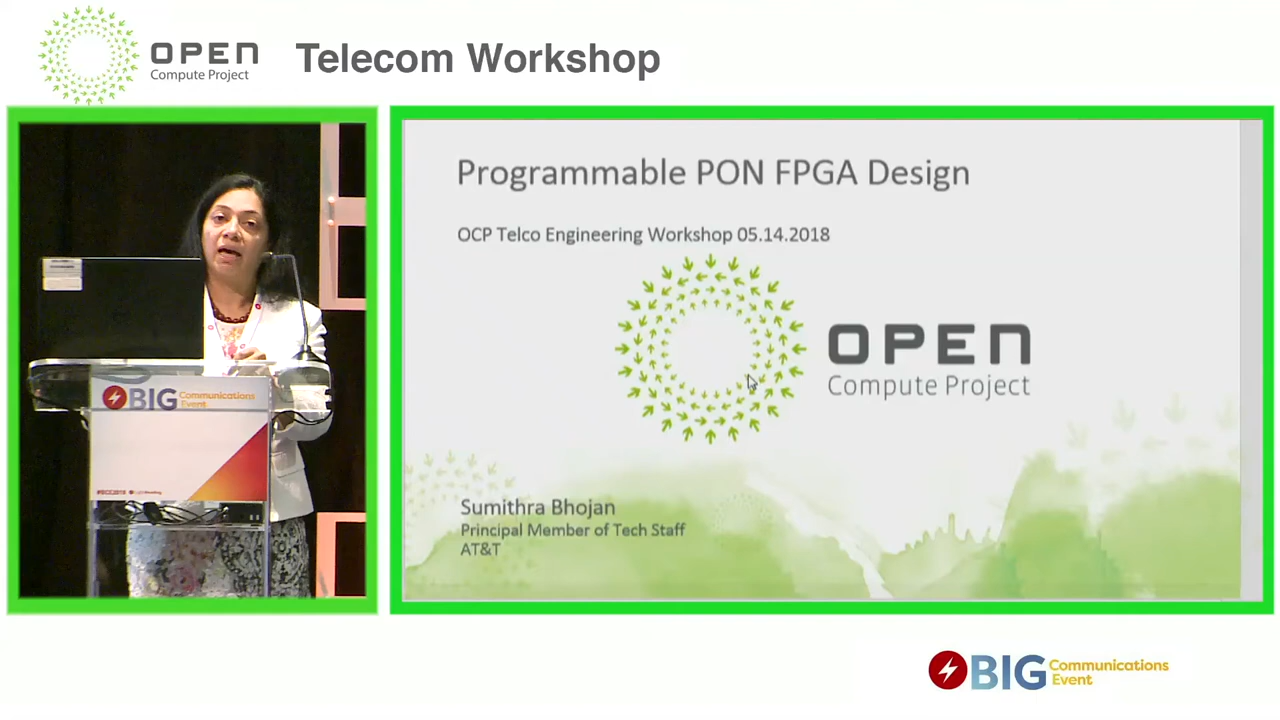 OPEN
Compute Project
Telecom Workshop
Programmable PON FPGA Design
OCP Telco Engineering Workshop 05.14.2018
OPEN
Compute Project
Sumithra Bhojan
Principal Member of Tech Staff
AT&T
BIG Communications
Event
#BCE2018
BIG Communications
Event